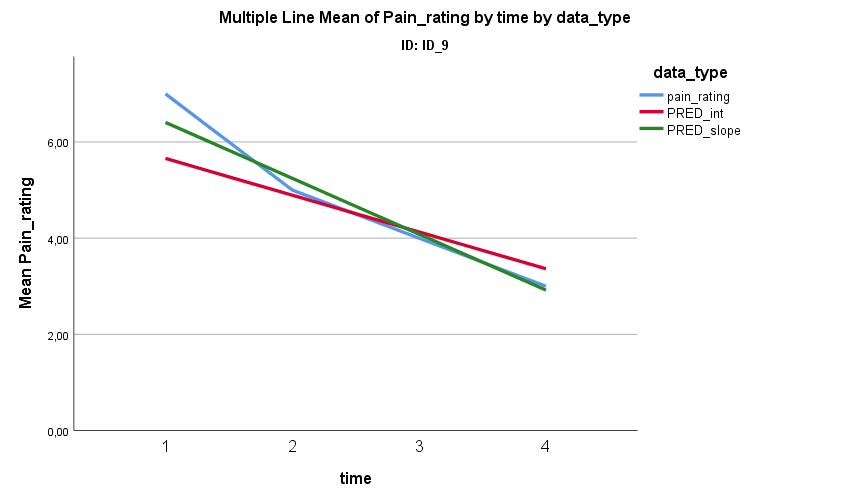 Multiple Line Mean of Pain_rating by time by data_type
ID: ID_9
data_type
pain_rating
PRED_int
PRED_slope
Mean Pain_rating
6,00
4,00
2,00
0,00
1 2 3 4
time